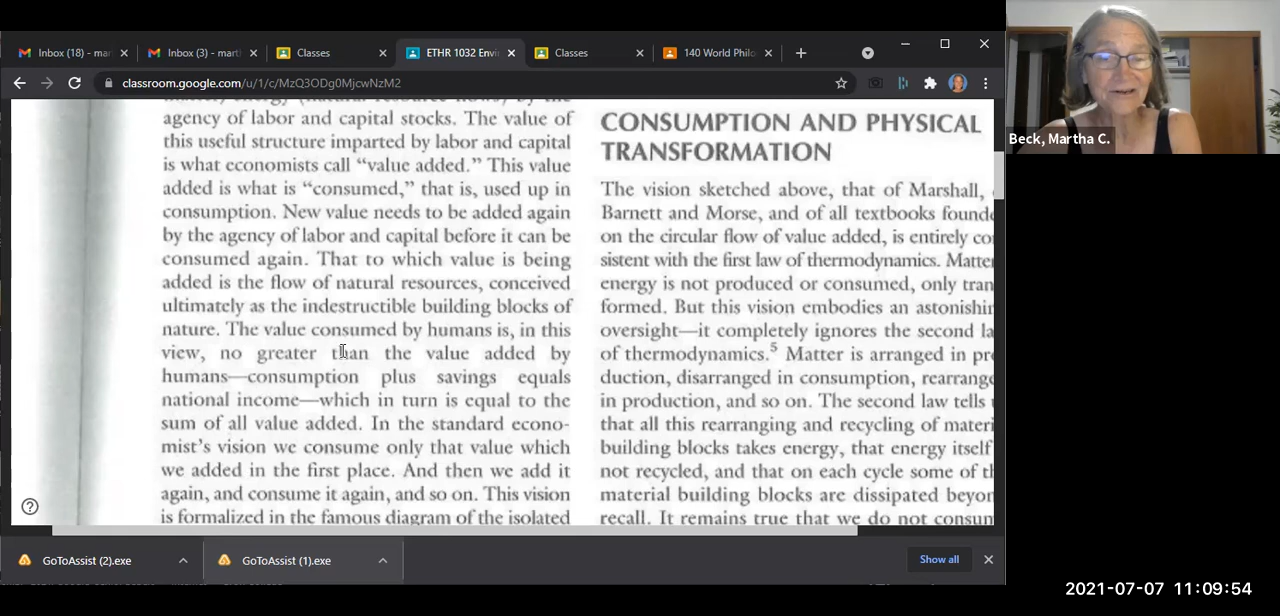 Inbox (18) - mar
Inbox (3) - mart
Classes
ETHR 1032 Envi
Classes
140 World Philo
classroom.google.com/u/1/c/MzQ3ODg0MjcwNzM2
agency of labor and capital stocks. The value of
this useful structure imparted by labor and capital
is what economists call “value added.” This value
added is what is “consumed,” that is, used up in
consumption. New value needs to be added again
by the agency of labor and capital before it can be
consumed again. That to which value is being
added is the flow of natural resources, conceived
ultimately as the indestructible building blocks of
nature. The value consumed by humans is, in this
view, no greater than the value added by
humans—consumption plus savings equals
national income—which in turn is equal to the
sum of all value added. In the standard econo-
mist’s vision we consume only that value which
we added in the first place. And then we add it
again, and consume it again, and so on. This vision
is formalized in the famous diagram of the isolated
CONSUMPTION AND PHYSICAL
TRANSFORMATION
The vision sketched above, that of Marshall,
Barnett and Morse, and of all textbooks founde
on the circular flow of value added, is entirely co
sistent with the first law of thermodynamics. Matter
energy is not produced or consumed, only tran
formed. But this vision embodies an astonishin
oversight—it completely ignores the second la
of thermodynamics.5 Matter is arranged in pr
duction, disarranged in consumption, rearrange
in production, and so on. The second law tells
that all this rearranging and recycling of materi
building blocks takes energy, that energy itself
not recycled, and that on each cycle some of th
material building blocks are dissipated beyon
recall. It remains true that we do not consun
GoToAssist (2).exe
GoToAssist (1).exe
Show all
Beck, Martha C.
2021-07-07 11:09:54